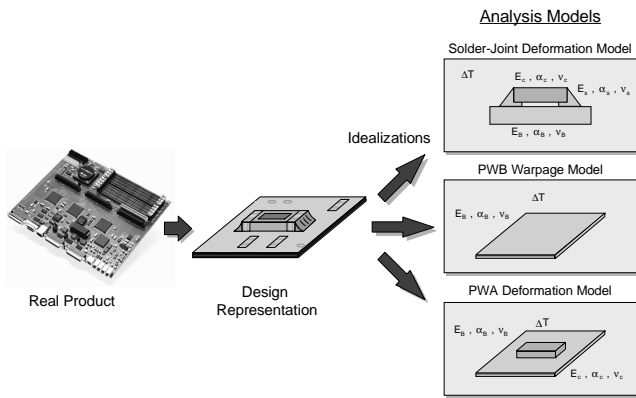 Analysis Models
Solder-Joint Deformation Model
ΔT
E_c , α_c , ν_c
E_s , α_s , ν_s
E_B , α_B , ν_B
Idealizations
PWB Warpage Model
ΔT
E_B , α_B , ν_B
Real Product
Design
Representation
PWA Deformation Model
ΔT
E_B , α_B , ν_B
E_c , α_c , ν_c